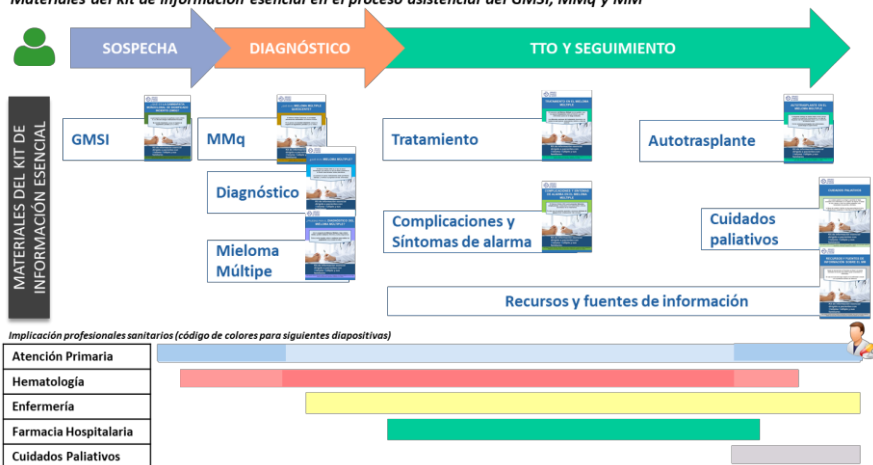 Materiales del kit de información esencial en el proceso asistencial del GMSI, MMq y MM
SOSPECHA
DIAGNÓSTICO
TTO Y SEGUIMIENTO
MATERIALES DEL KIT DE
INFORMACIÓN ESENCIAL
GMSI
MMq
Tratamiento
Autotrasplante
Diagnóstico
Complicaciones y
Síntomas de alarma
Cuidados
paliativos
Mieloma
Múltipe
Recursos y fuentes de información
Implicación profesionales sanitarios (código de colores para siguientes diapositivas)
Atención Primaria
Hematología
Enfermería
Farmacia Hospitalaria
Cuidados Paliativos